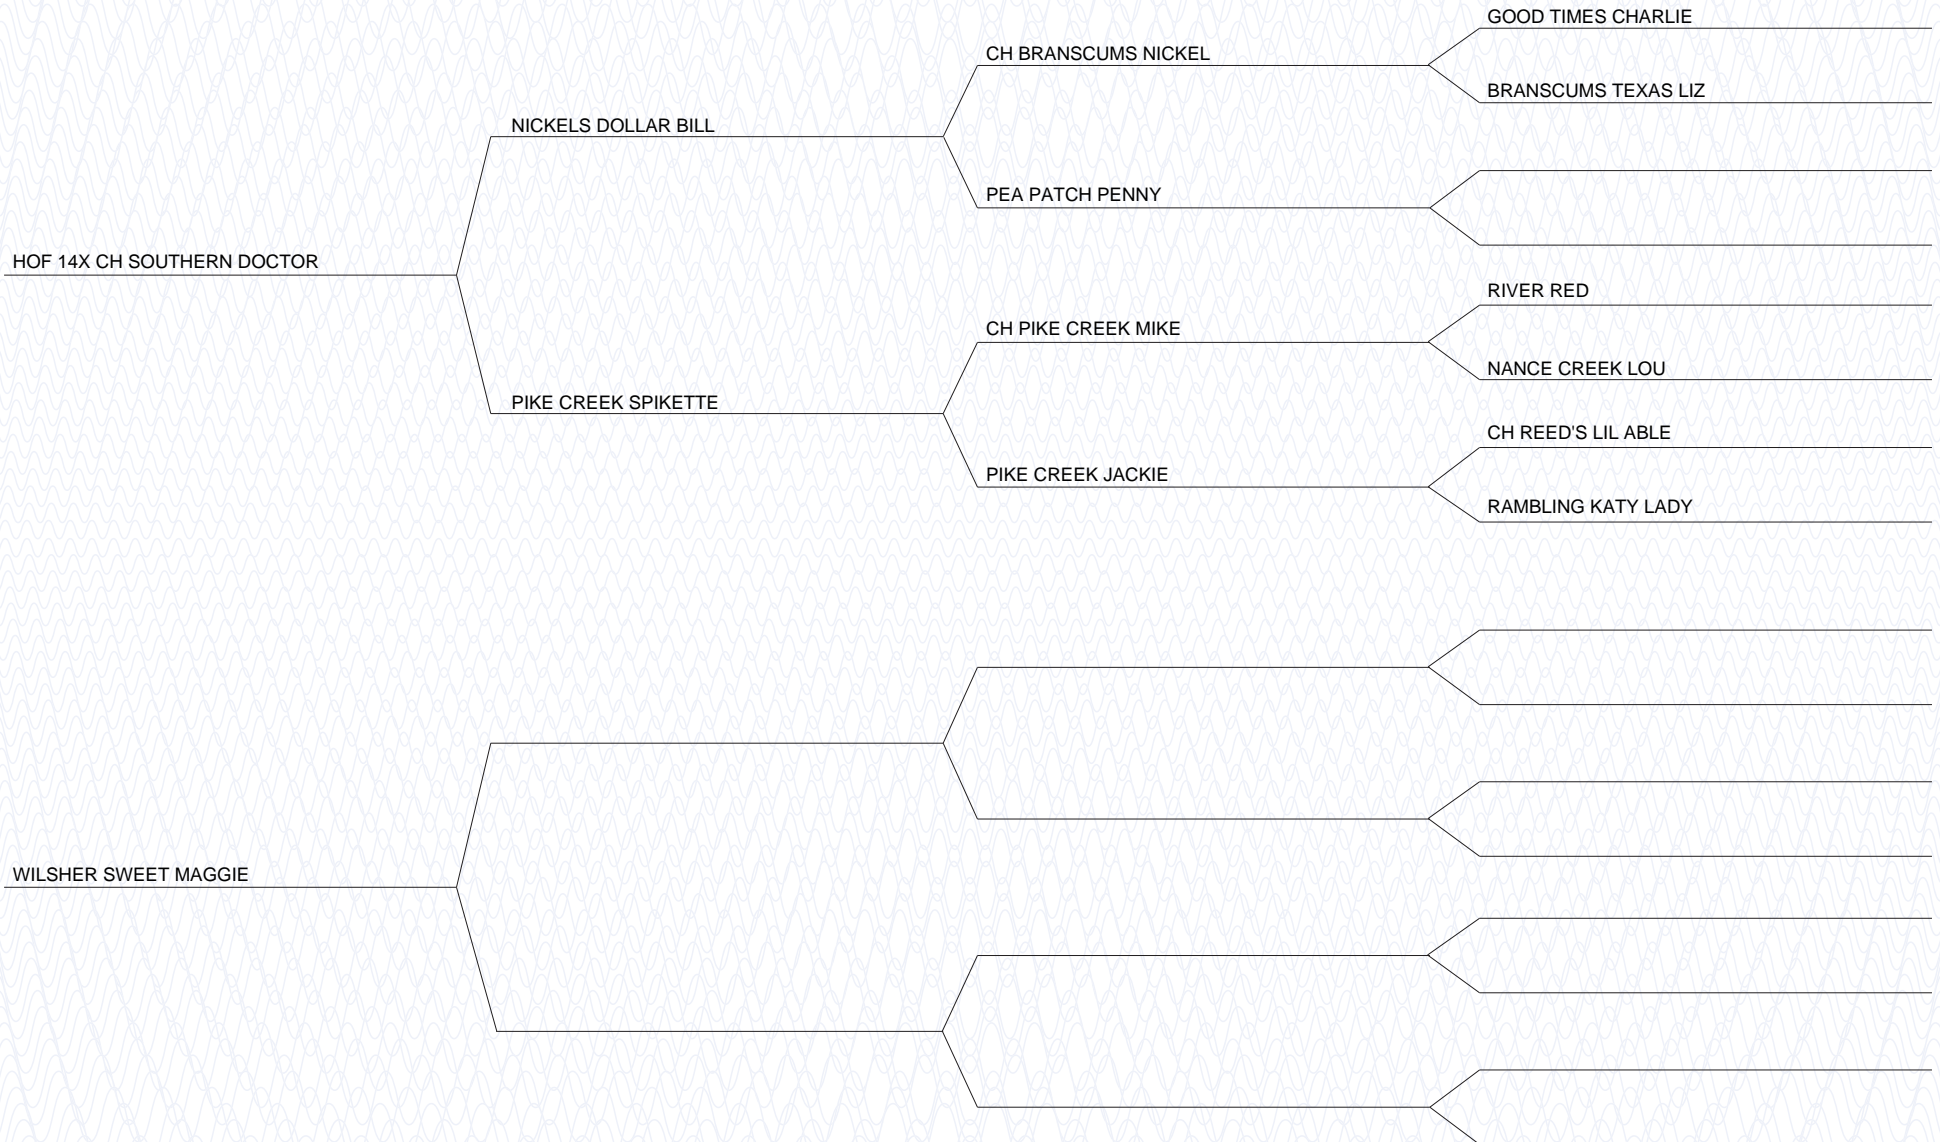 GOOD TIMES CHARLIE
CH BRANSCUMS NICKEL
BRANSCUMS TEXAS LIZ
NICKELS DOLLAR BILL
PEA PATCH PENNY
HOF 14X CH SOUTHERN DOCTOR
RIVER RED
CH PIKE CREEK MIKE
NANCE CREEK LOU
PIKE CREEK SPIKETTE
CH REED'S LIL ABLE
PIKE CREEK JACKIE
RAMBLING KATY LADY
WILSHER SWEET MAGGIE